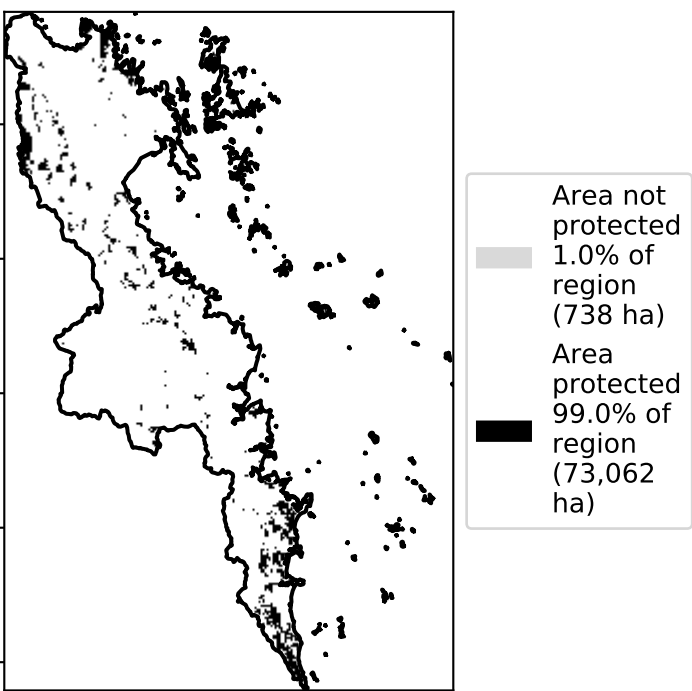 Area not
protected
1.0% of
region
(738 ha)
Area
protected
99.0% of
region
(73,062
ha)